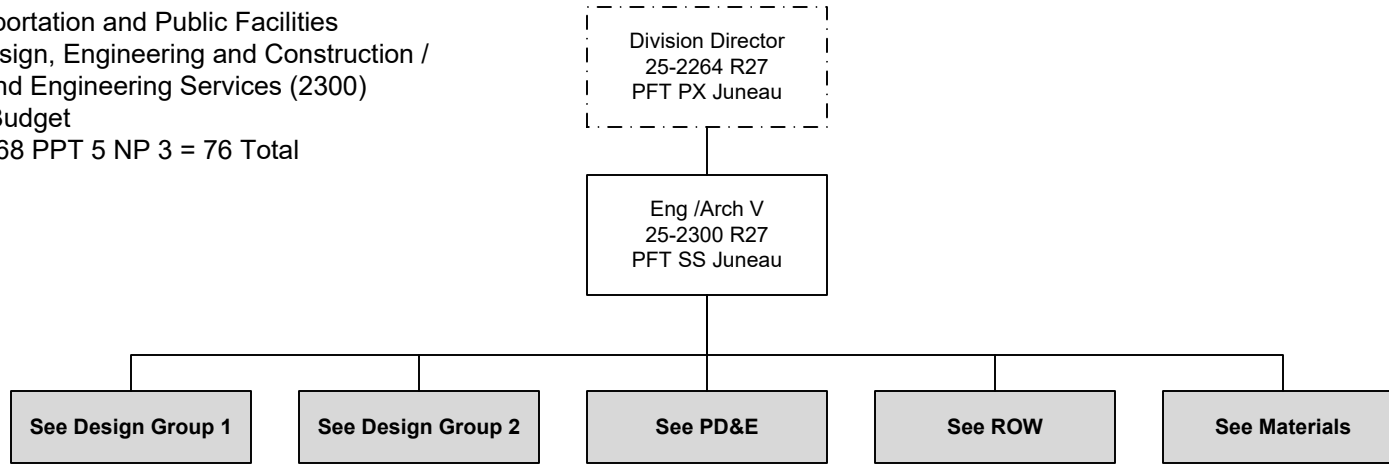 portation and Public Facilities
sign, Engineering and Construction /
nd Engineering Services (2300)
Budget
68 PPT 5 NP 3 = 76 Total
Division Director
25-2264 R27
PFT PX Juneau
Eng /Arch V
25-2300 R27
PFT SS Juneau
See Design Group 1
See Design Group 2
See PD&E
See ROW
See Materials